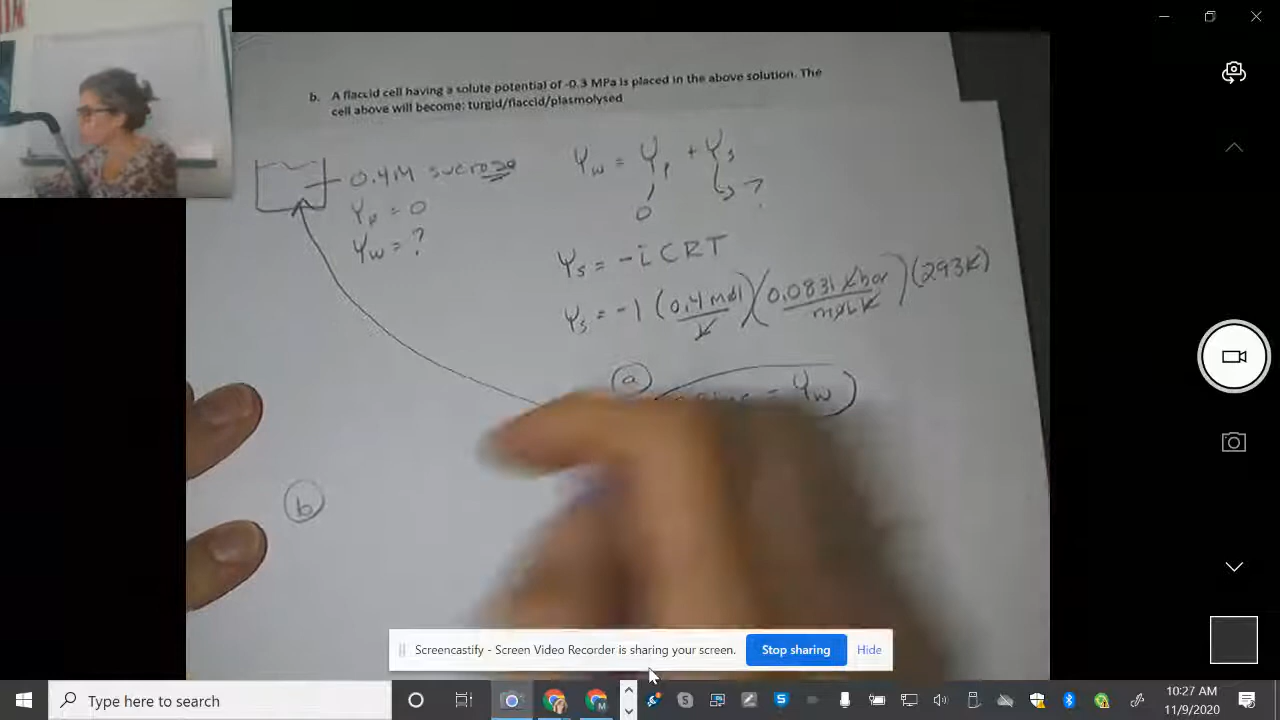 b. A flaccid cell having a solute potential of -0.3 MPa is placed in the above solution. The
cell above will become: turgid/flaccid/plasmolysed
0.4M sucrose
Ψp = 0
Ψw = ?
Ψw = Ψp + Ψs
0 ?
Ψs = -iCRT
Ψs = -1 (0.4 mol/L)(0.0831 L bar/mol K)(293K)
a
= Ψw
b
Screencastify - Screen Video Recorder is sharing your screen.
Stop sharing
Hide
Type here to search
10:27 AM
11/9/2020